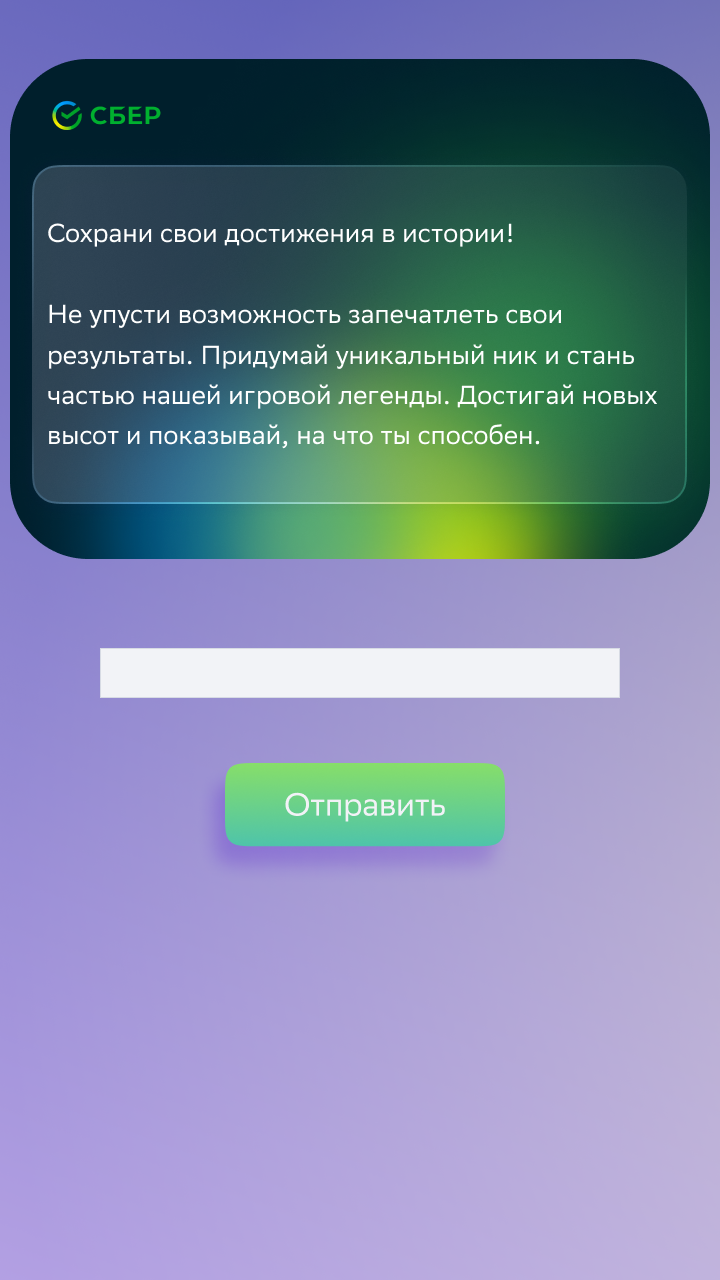 СБЕР
Сохрани свои достижения в истории!
Не упусти возможность запечатлеть свои
результаты. Придумай уникальный ник и стань
частью нашей игровой легенды. Достигай новых
высот и показывай, на что ты способен.
Отправить